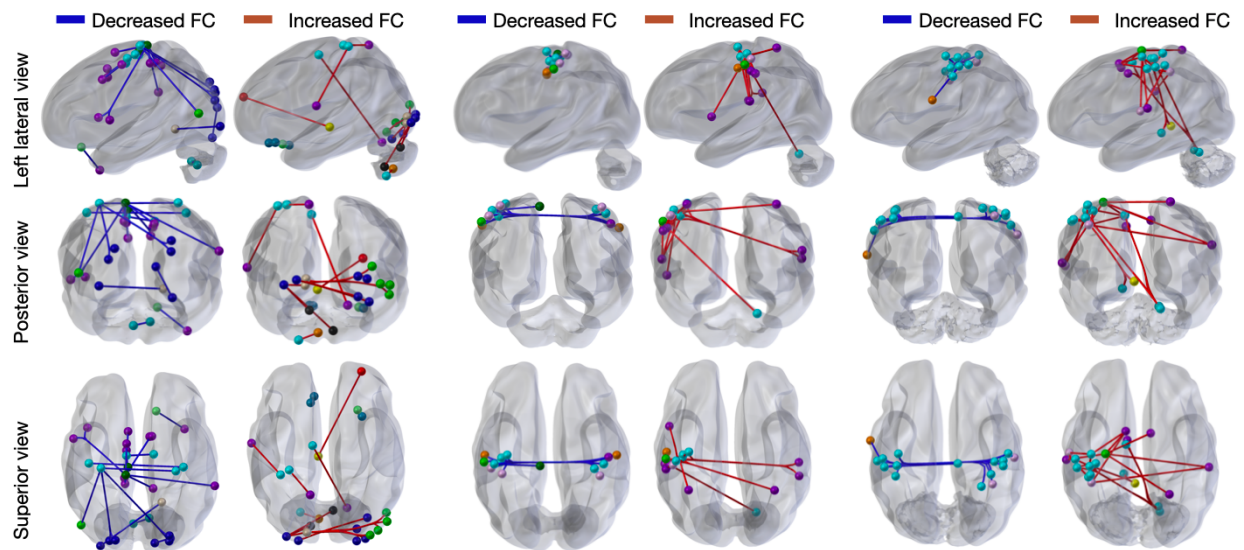 Decreased FC Increased FC Decreased FC Increased FC Decreased FC Increased FC
Left lateral view
Posterior view
Superior view